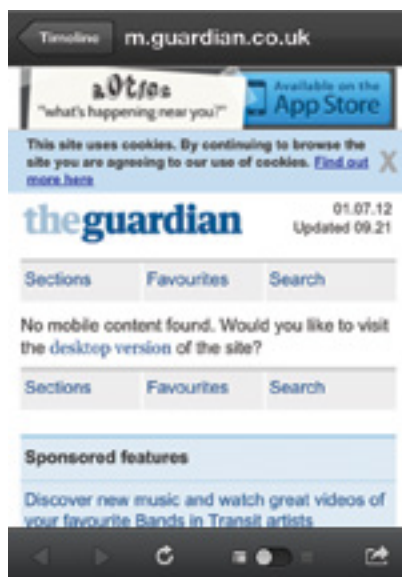 Timeline
m.guardian.co.uk
"what's happening near you?"
Available on the
App Store
This site uses cookies. By continuing to browse the
site you are agreeing to our use of cookies. Find out
more here
X
theguardian
01.07.12
Updated 09.21
Sections Favourites Search
No mobile content found. Would you like to visit
the desktop version of the site?
Sections Favourites Search
Sponsored features
Discover new music and watch great videos of
your favourite Bands in Transit artists